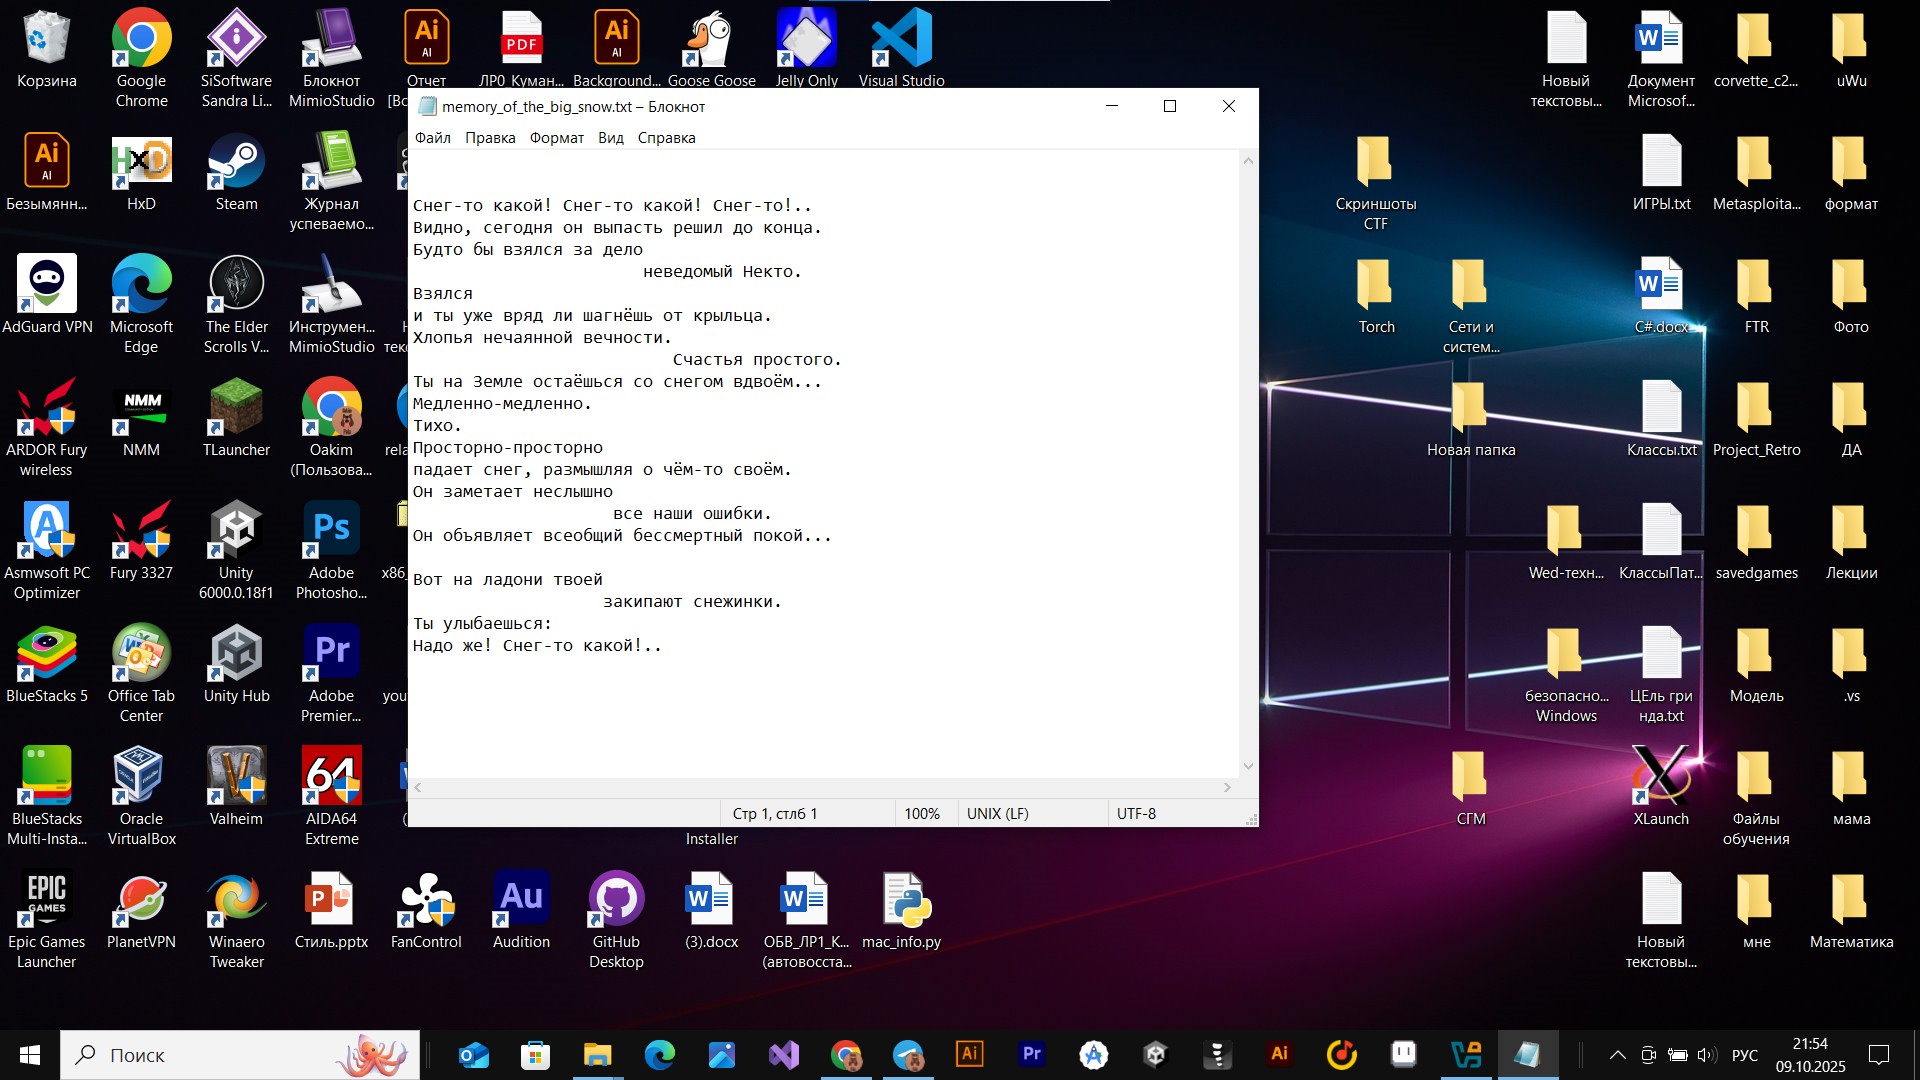 Корзина
Google Chrome
SiSoftware Sandra Li...
Блокнот MimioStudio
Отчет
[Вс
ЛР0_Куман...
Background...
Goose Goose
Jelly Only
Visual Studio
Новый текстовы...
Документ Microsof...
corvette_c2...
uWu
memory_of_the_big_snow.txt – Блокнот
Файл Правка Формат Вид Справка
Снег-то какой! Снег-то какой! Снег-то!..
Видно, сегодня он выпасть решил до конца.
Будто бы взялся за дело
неведомый Некто.
Взялся
и ты уже вряд ли шагнёшь от крыльца.
Хлопья нечаянной вечности.
Счастья простого.
Ты на Земле остаёшься со снегом вдвоём...
Медленно-медленно.
Тихо.
Просторно-просторно
падает снег, размышляя о чём-то своём.
Он заметает неслышно
все наши ошибки.
Он объявляет всеобщий бессмертный покой...
Вот на ладони твоей
закипают снежинки.
Ты улыбаешься:
Надо же! Снег-то какой!..
Стр 1, стлб 1
100%
UNIX (LF)
UTF-8
Безымянн...
HxD
Steam
Журнал успеваемо...
Скриншоты CTF
ИГРЫ.txt
Metasploita...
формат
AdGuard VPN
Microsoft Edge
The Elder Scrolls V...
Инструмен... MimioStudio
Torch
Сети и систем...
C#.docx
FTR
Фото
ARDOR Fury wireless
NMM
TLauncher
Oakim (Пользова...
rela
Новая папка
Классы.txt
Project_Retro
ДА
Asmwsoft PC Optimizer
Fury 3327
Unity 6000.0.18f1
Adobe Photosho...
x86_
Wed-техн...
КлассыПат...
savedgames
Лекции
BlueStacks 5
Office Tab Center
Unity Hub
Adobe Premier...
you
безопасно... Windows
ЦЕль гри нда.txt
Модель
.vs
BlueStacks Multi-Insta...
Oracle VirtualBox
Valheim
AIDA64 Extreme
Installer
СГМ
XLaunch
Файлы обучения
мама
Epic Games Launcher
PlanetVPN
Winaero Tweaker
Стиль.pptx
FanControl
Audition
GitHub Desktop
(3).docx
ОБВ_ЛР1_К... (автовосста...
mac_info.py
Новый текстовы...
мне
Математика
Поиск
РУС
21:54
09.10.2025